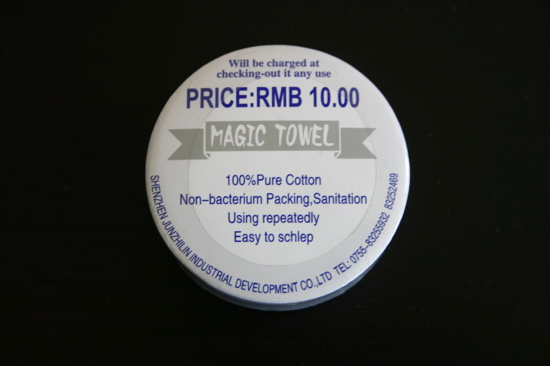 Will be charged at
checking-out it any use
PRICE:RMB 10.00
MAGIC TOWEL
100%Pure Cotton
Non-bacterium Packing,Sanitation
Using repeatedly
Easy to schlep
SHENZHEN JUNZHILIN INDUSTRIAL DEVELOPMENT CO.,LTD TEL: 0755-83255932 83252469